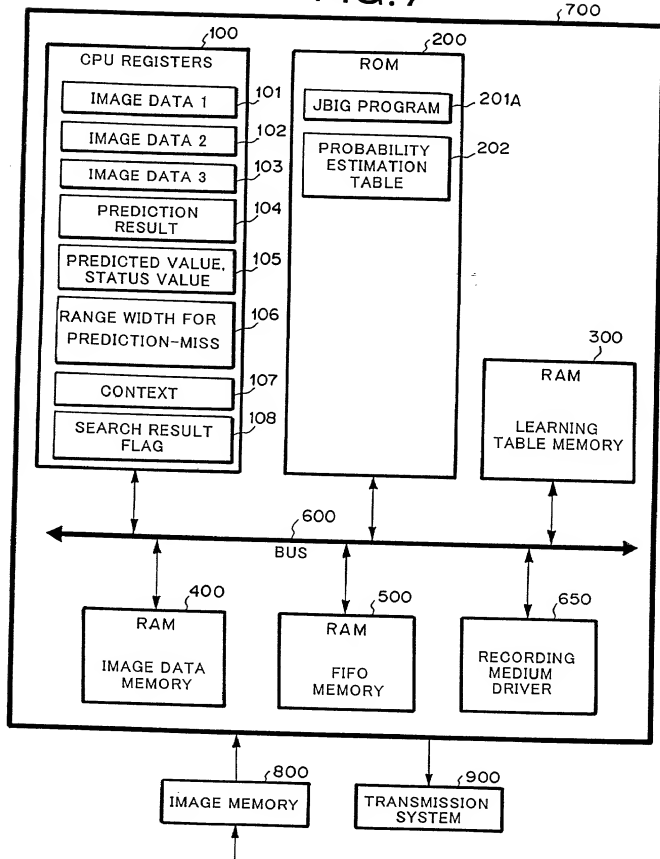 FIG.7
700
100
CPU REGISTERS
IMAGE DATA 1
101
IMAGE DATA 2
102
IMAGE DATA 3
103
PREDICTION
RESULT
104
PREDICTED VALUE,
STATUS VALUE
105
RANGE WIDTH FOR
PREDICTION-MISS
106
CONTEXT
107
SEARCH RESULT
FLAG
108
200
ROM
JBIG PROGRAM
201A
PROBABILITY
ESTIMATION
TABLE
202
300
RAM
LEARNING
TABLE MEMORY
600
BUS
400
RAM
IMAGE DATA
MEMORY
500
RAM
FIFO
MEMORY
650
RECORDING
MEDIUM
DRIVER
800
IMAGE MEMORY
900
TRANSMISSION
SYSTEM